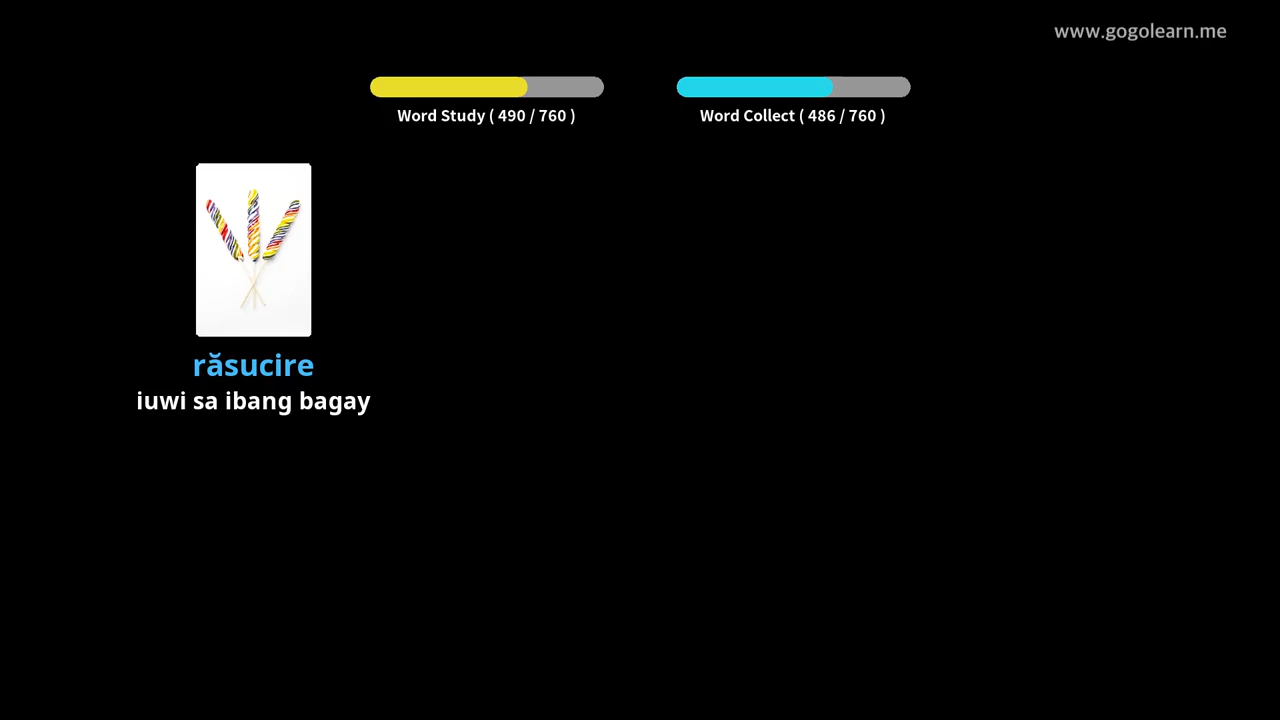 www.gogolearn.me
Word Study ( 490 / 760 )
Word Collect ( 486 / 760 )
răsucire
iuwi sa ibang bagay